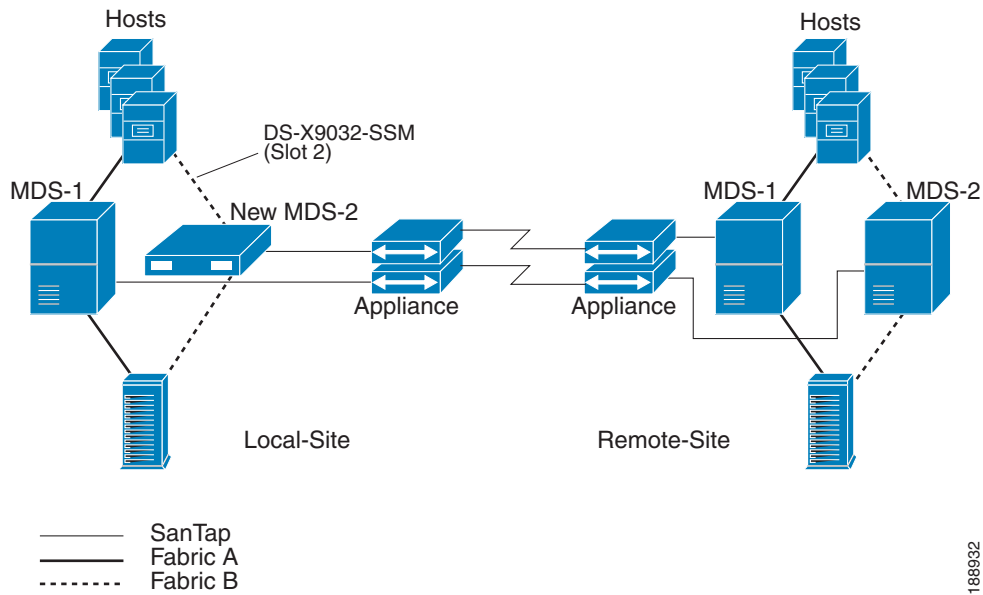 Hosts
Hosts
DS-X9032-SSM
(Slot 2)
MDS-1
New MDS-2
MDS-1
MDS-2
Appliance
Appliance
Local-Site
Remote-Site
SanTap
Fabric A
Fabric B
188932